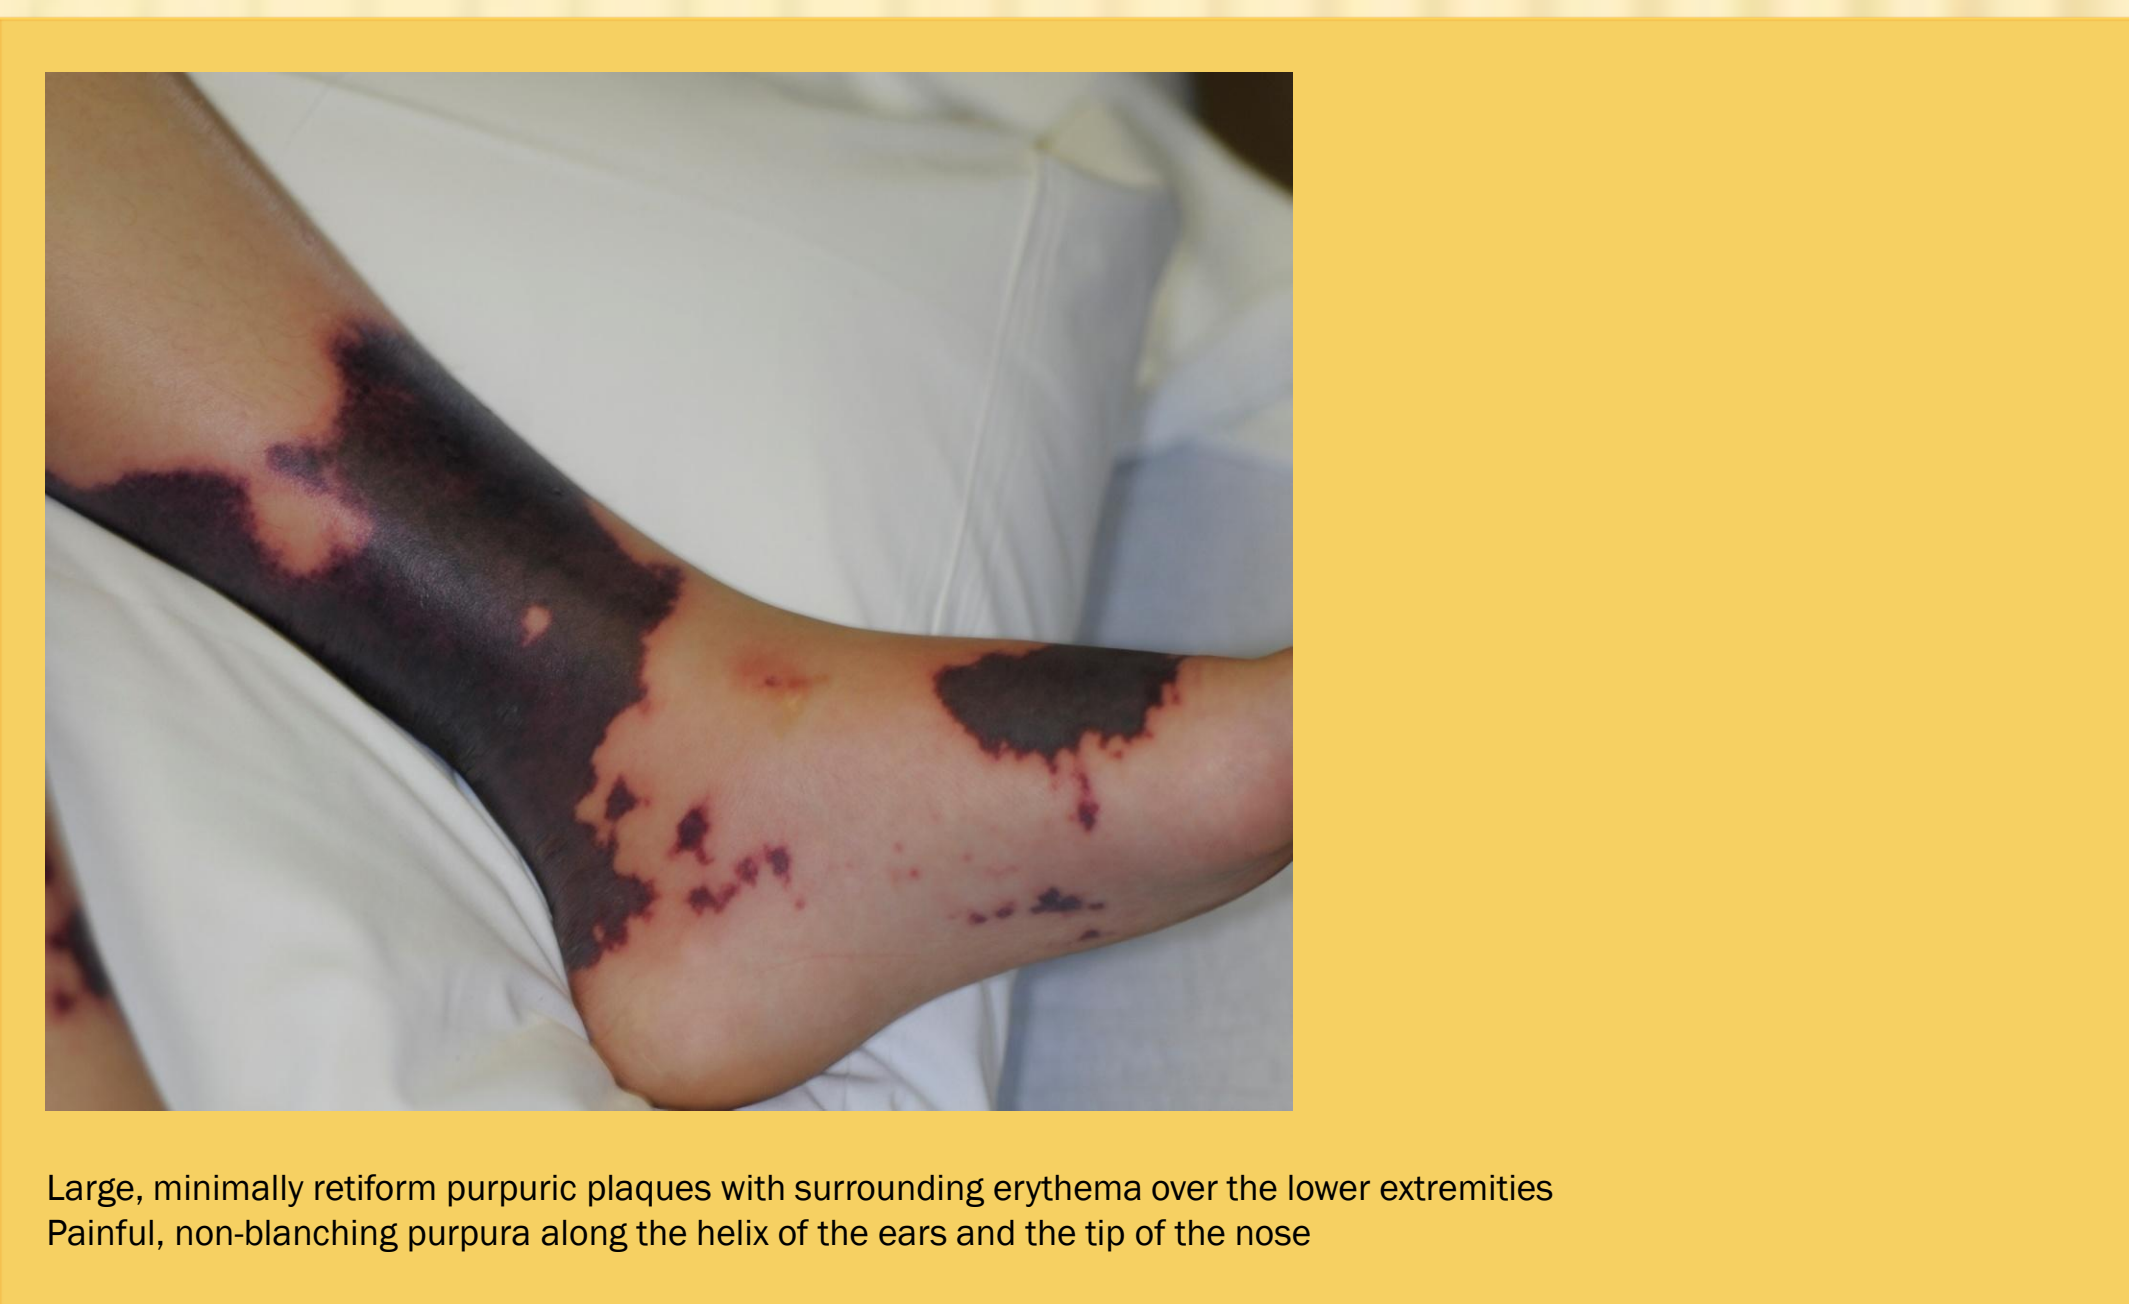 Large, minimally retiform purpuric plaques with surrounding erythema over the lower extremities
Painful, non-blanching purpura along the helix of the ears and the tip of the nose